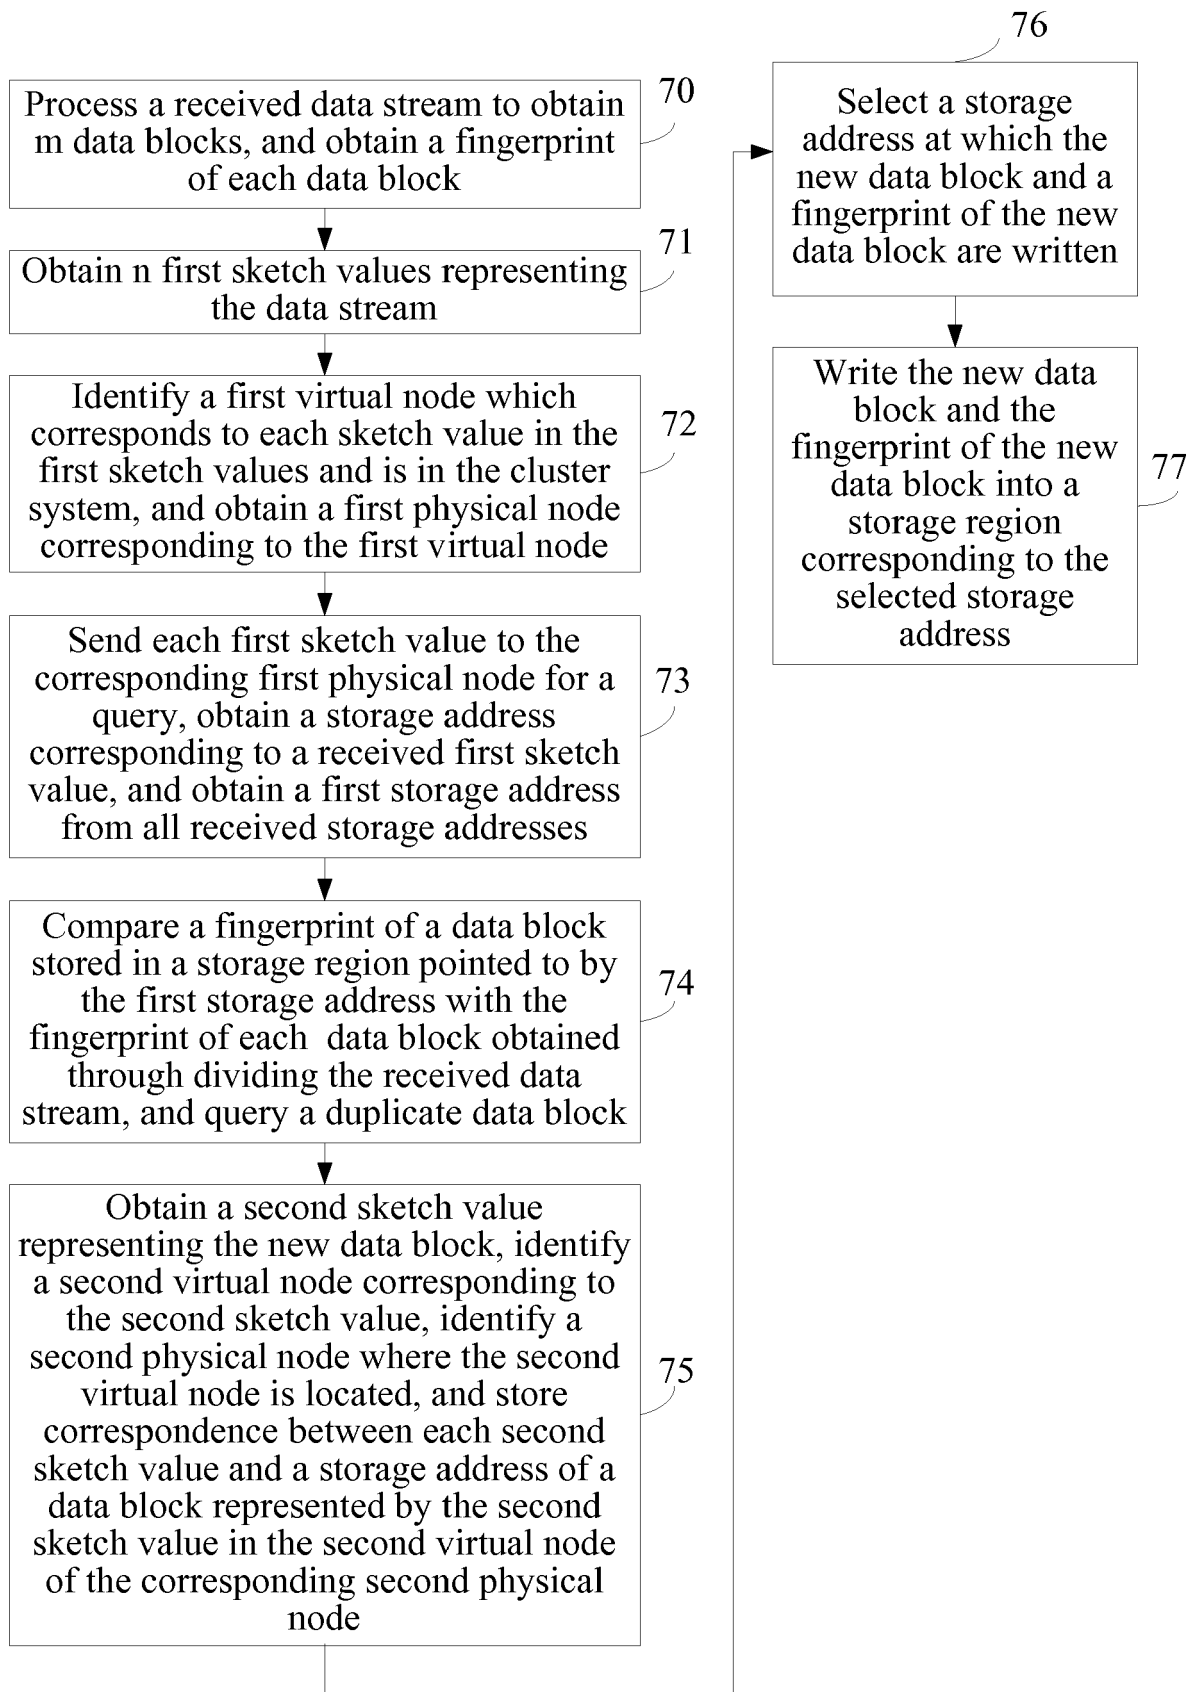 Process a received data stream to obtain
m data blocks, and obtain a fingerprint
of each data block
70
Obtain n first sketch values representing
the data stream
71
Identify a first virtual node which
corresponds to each sketch value in the
first sketch values and is in the cluster
system, and obtain a first physical node
corresponding to the first virtual node
72
Send each first sketch value to the
corresponding first physical node for a
query, obtain a storage address
corresponding to a received first sketch
value, and obtain a first storage address
from all received storage addresses
73
Compare a fingerprint of a data block
stored in a storage region pointed to by
the first storage address with the
fingerprint of each data block obtained
through dividing the received data
stream, and query a duplicate data block
74
Obtain a second sketch value
representing the new data block, identify
a second virtual node corresponding to
the second sketch value, identify a
second physical node where the second
virtual node is located, and store
correspondence between each second
sketch value and a storage address of a
data block represented by the second
sketch value in the second virtual node
of the corresponding second physical
node
75
76
Select a storage
address at which the
new data block and a
fingerprint of the new
data block are written
Write the new data
block and the
fingerprint of the new
data block into a
storage region
corresponding to the
selected storage
address
77